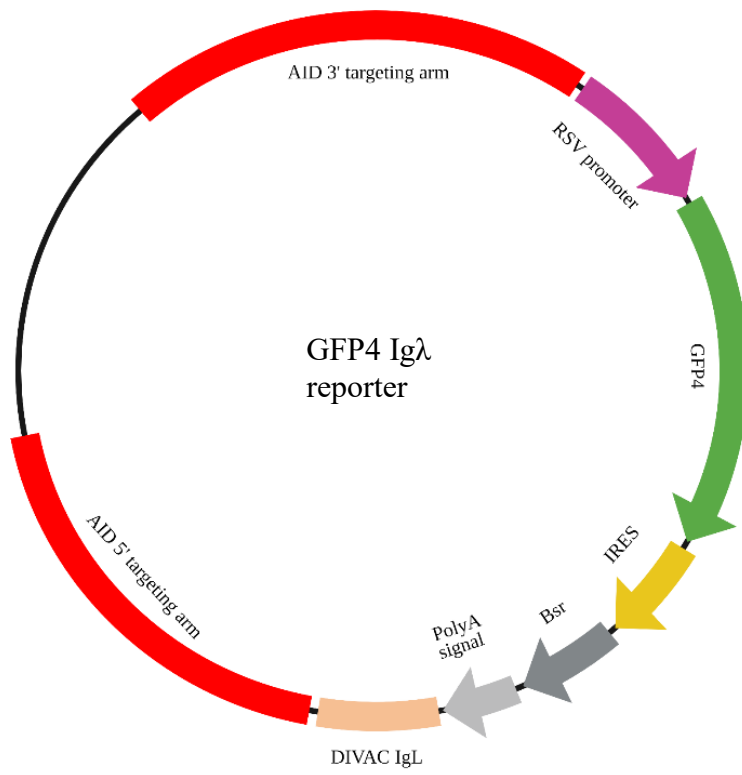 AID 3' targeting arm
RSV promoter
GFP4
GFP4 Igλ
reporter
IRES
Bsr
PolyA
signal
AID 5' targeting arm
DIVAC IgL